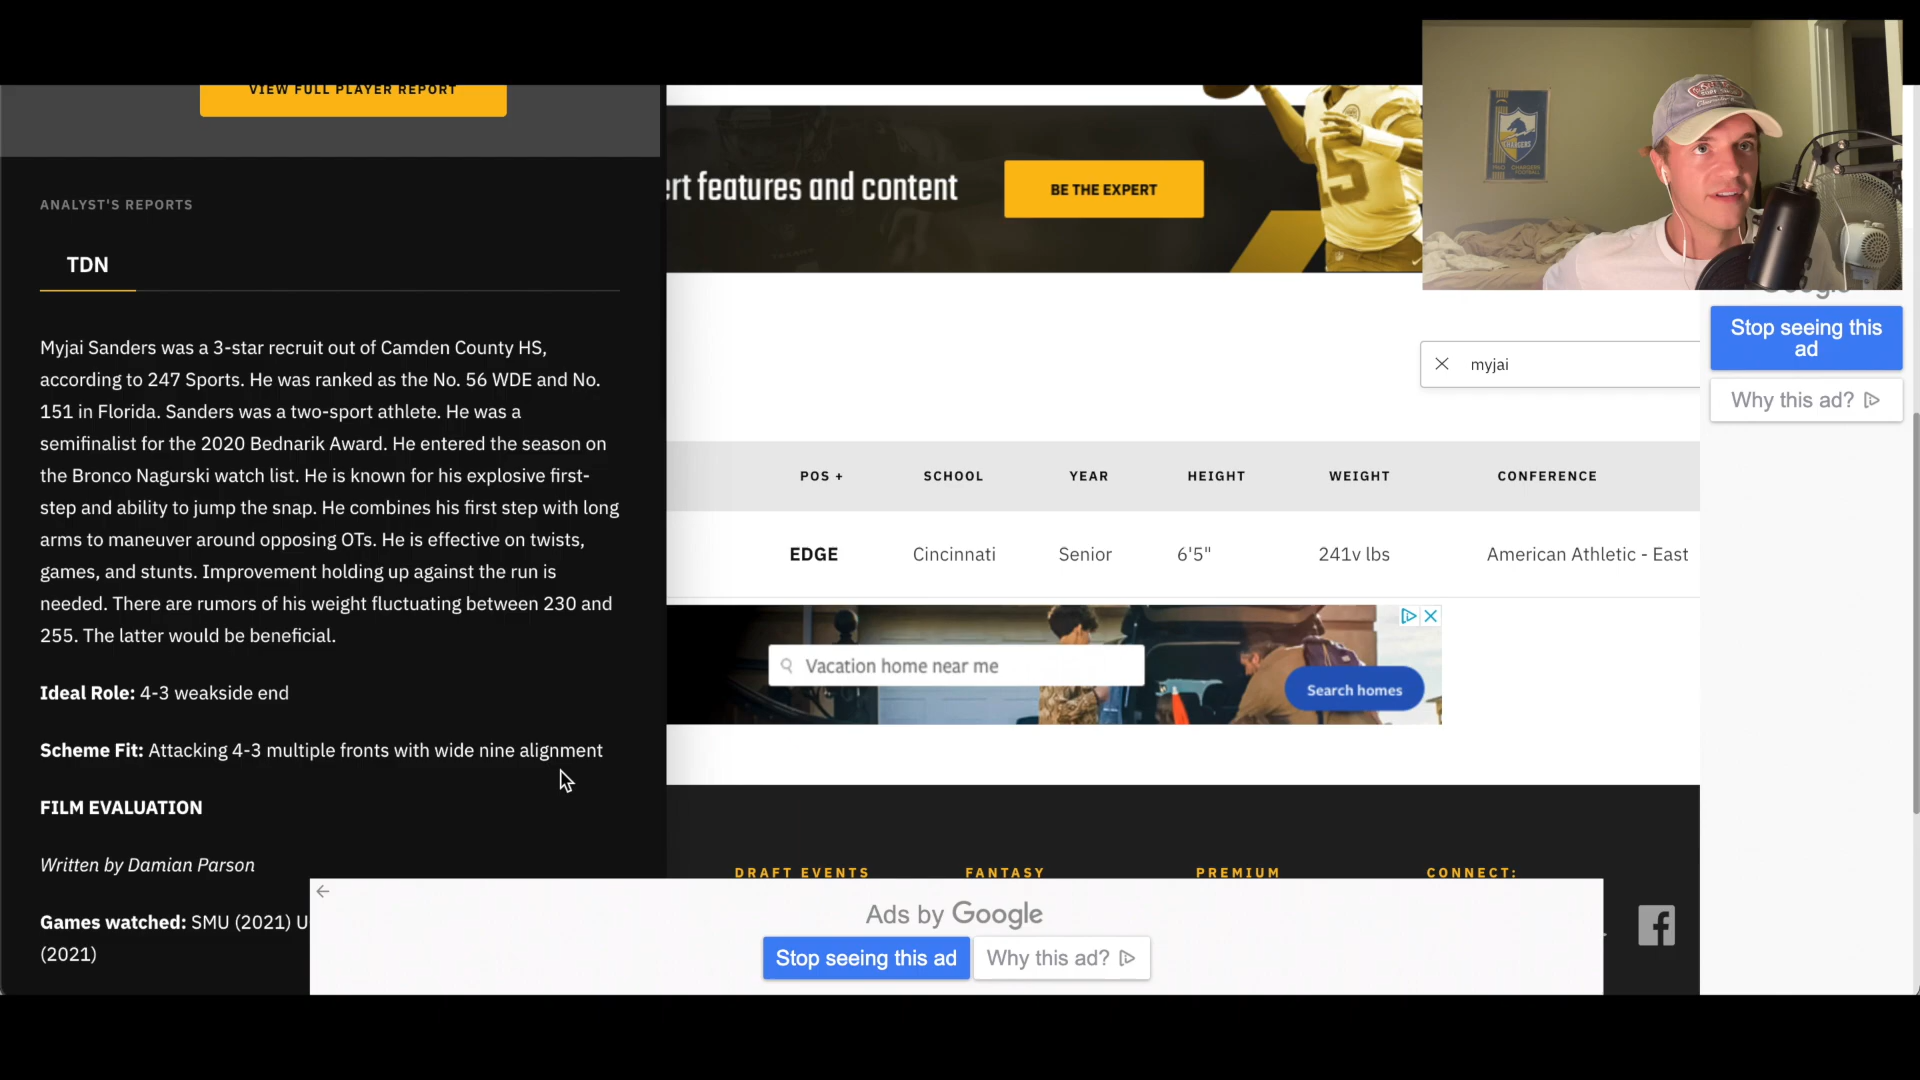 VIEW FULL PLAYER REPORT
ANALYST'S REPORTS
TDN
Myjai Sanders was a 3-star recruit out of Camden County HS,
according to 247 Sports. He was ranked as the No. 56 WDE and No.
151 in Florida. Sanders was a two-sport athlete. He was a
semifinalist for the 2020 Bednarik Award. He entered the season on
the Bronco Nagurski watch list. He is known for his explosive first-
step and ability to jump the snap. He combines his first step with long
arms to maneuver around opposing OTs. He is effective on twists,
games, and stunts. Improvement holding up against the run is
needed. There are rumors of his weight fluctuating between 230 and
255. The latter would be beneficial.
Ideal Role: 4-3 weakside end
Scheme Fit: Attacking 4-3 multiple fronts with wide nine alignment
FILM EVALUATION
Written by Damian Parson
Games watched: SMU (2021) U
(2021)
ert features and content
BE THE EXPERT
15
CHARGERS
Google
Stop seeing this
ad
Why this ad?
myjai
POS + SCHOOL YEAR HEIGHT WEIGHT CONFERENCE
EDGE Cincinnati Senior 6'5" 241v lbs American Athletic - East
Vacation home near me
Search homes
DRAFT EVENTS FANTASY PREMIUM CONNECT:
Ads by Google
Stop seeing this ad
Why this ad?